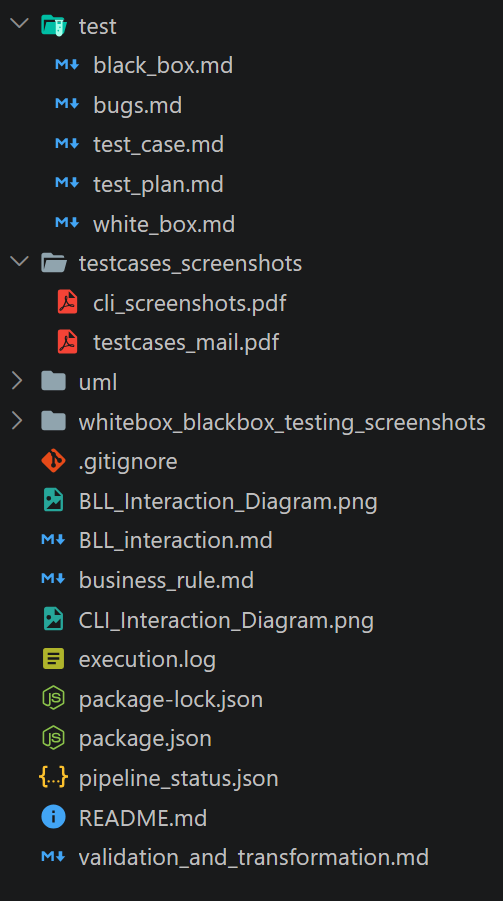 test
black_box.md
bugs.md
test_case.md
test_plan.md
white_box.md
testcases_screenshots
cli_screenshots.pdf
testcases_mail.pdf
uml
whitebox_blackbox_testing_screenshots
.gitignore
BLL_Interaction_Diagram.png
BLL_interaction.md
business_rule.md
CLI_Interaction_Diagram.png
execution.log
package-lock.json
package.json
pipeline_status.json
README.md
validation_and_transformation.md